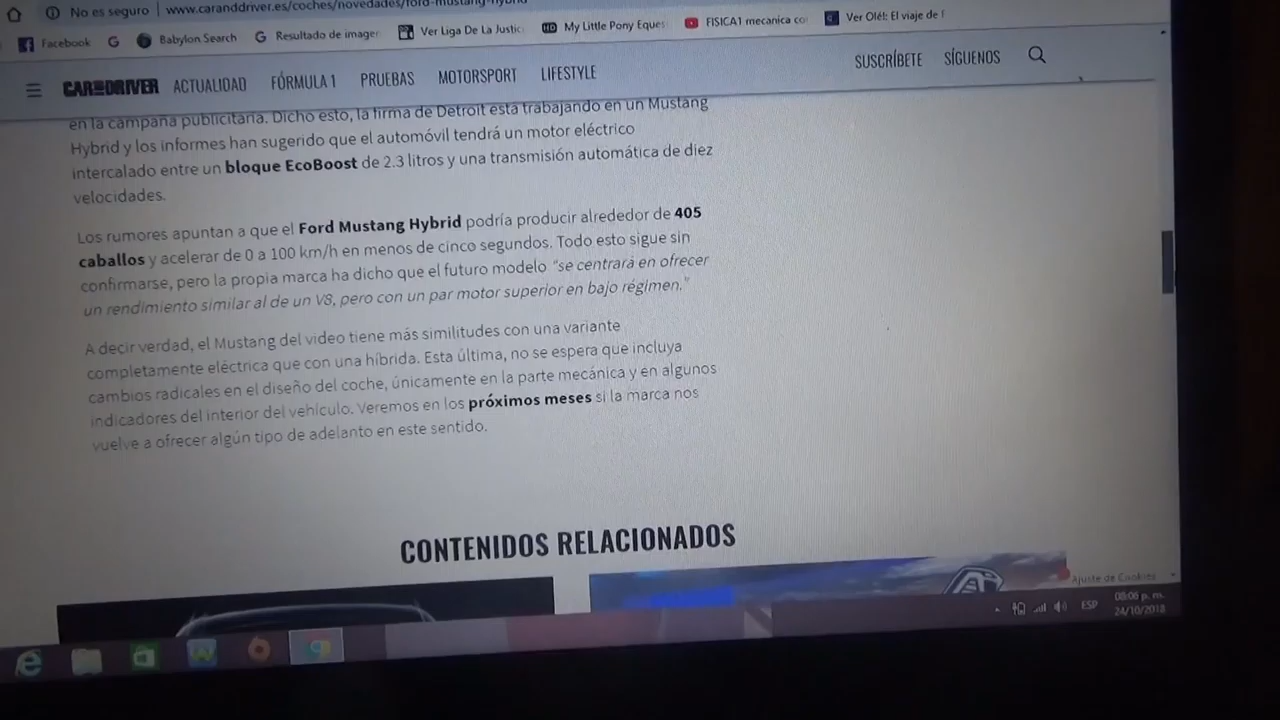 No es seguro | www.caranddriver.es/coches/novedades/ford-mustang-hybrid
Facebook Babylon Search Resultado de imagen Ver Liga De La Justic My Little Pony Eques FISICA1 mecanica co Ver Olé!: El viaje de F
CAR AND DRIVER ACTUALIDAD FÓRMULA 1 PRUEBAS MOTORSPORT LIFESTYLE SUSCRÍBETE SÍGUENOS
en la campaña publicitaria. Dicho esto, la firma de Detroit está trabajando en un Mustang
Hybrid y los informes han sugerido que el automóvil tendrá un motor eléctrico
intercalado entre un bloque EcoBoost de 2.3 litros y una transmisión automática de diez
velocidades.
Los rumores apuntan a que el Ford Mustang Hybrid podría producir alrededor de 405
caballos y acelerar de 0 a 100 km/h en menos de cinco segundos. Todo esto sigue sin
confirmarse, pero la propia marca ha dicho que el futuro modelo "se centrará en ofrecer
un rendimiento similar al de un V8, pero con un par motor superior en bajo régimen."
A decir verdad, el Mustang del video tiene más similitudes con una variante
completamente eléctrica que con una híbrida. Esta última, no se espera que incluya
cambios radicales en el diseño del coche, únicamente en la parte mecánica y en algunos
indicadores del interior del vehículo. Veremos en los próximos meses si la marca nos
vuelve a ofrecer algún tipo de adelanto en este sentido.
CONTENIDOS RELACIONADOS
Ajuste de Cookies
ESP 08:06 p. m.
24/10/2018